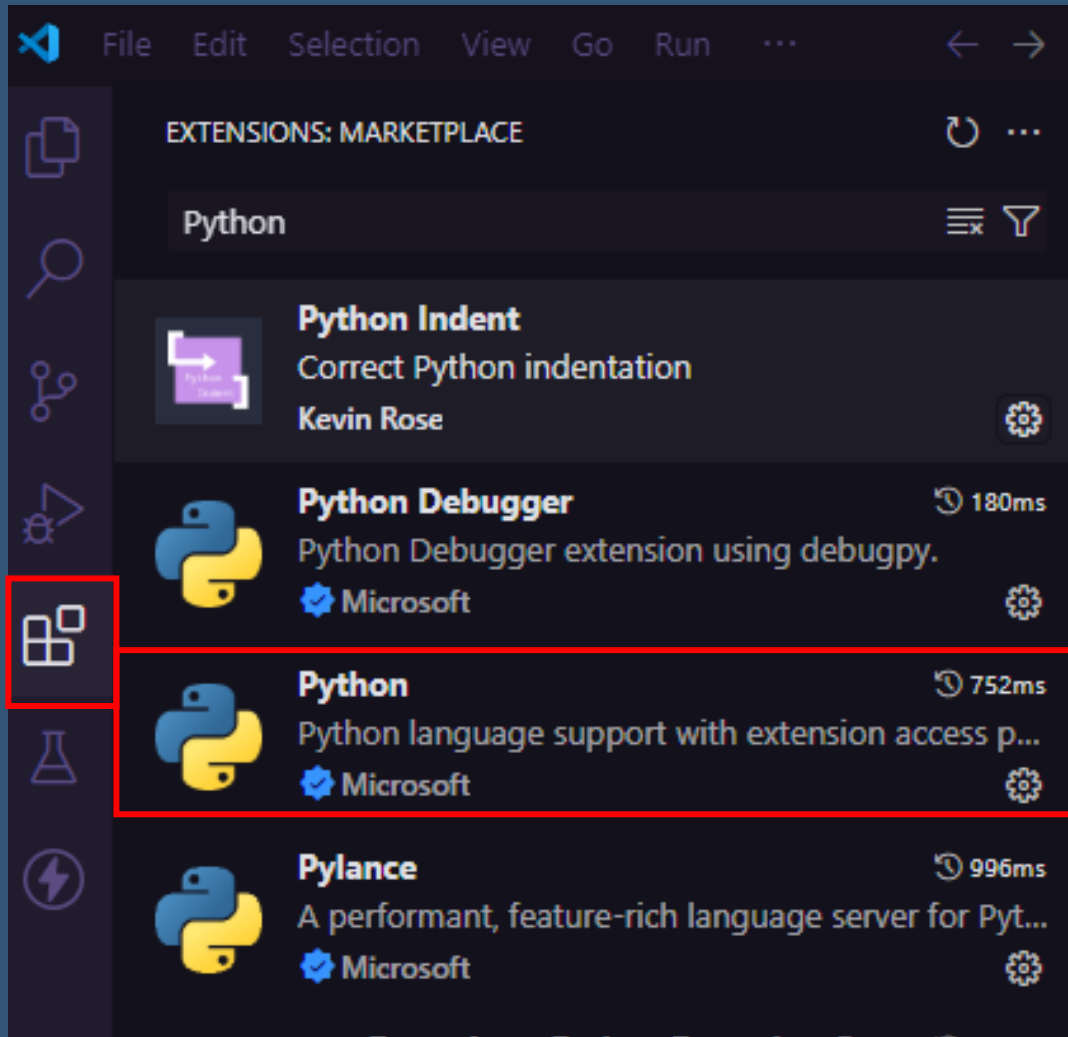 File Edit Selection View Go Run
EXTENSIONS: MARKETPLACE
Python
Python Indent
Correct Python indentation
Kevin Rose
Python Indent
Python Debugger 180ms
Python Debugger extension using debugpy.
Microsoft
Python 752ms
Python language support with extension access p...
Microsoft
Pylance 996ms
A performant, feature-rich language server for Pyt...
Microsoft